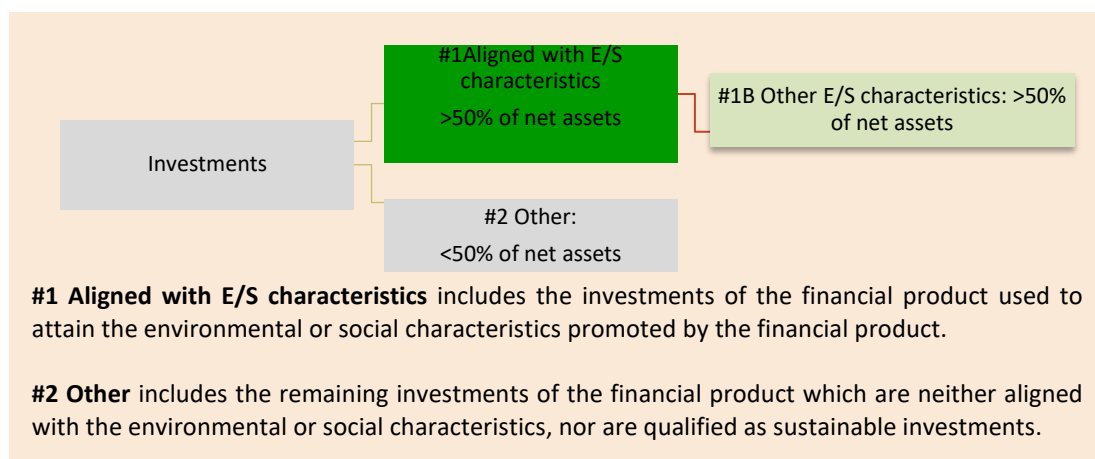 #1Aligned with E/S
characteristics
>50% of net assets
#1B Other E/S characteristics: >50%
of net assets
Investments
#2 Other:
<50% of net assets
#1 Aligned with E/S characteristics includes the investments of the financial product used to
attain the environmental or social characteristics promoted by the financial product.
#2 Other includes the remaining investments of the financial product which are neither aligned
with the environmental or social characteristics, nor are qualified as sustainable investments.